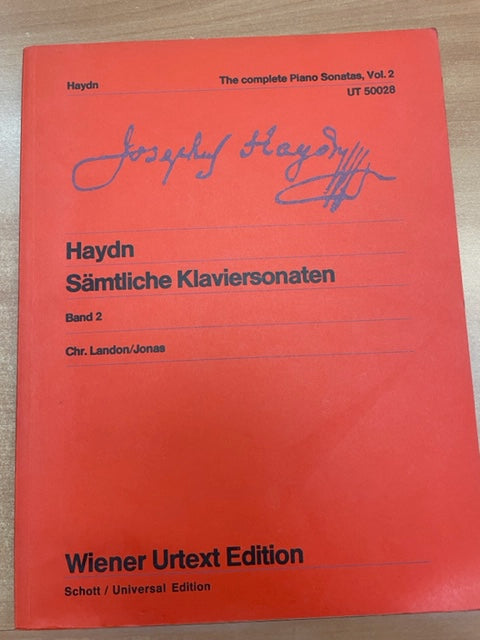 Haydn
The complete Piano Sonatas, Vol. 2
UT 50028
Josephus Haydn
Haydn
Sämtliche Klaviersonaten
Band 2
Chr. Landon/Jonas
Wiener Urtext Edition
Schott / Universal Edition